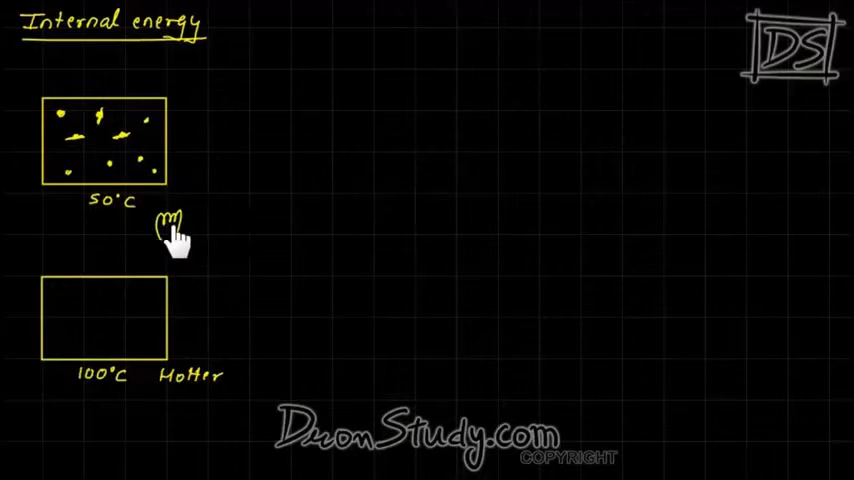 Internal energy
DS
50°C
100°C Hotter
DronStudy.com
COPYRIGHT